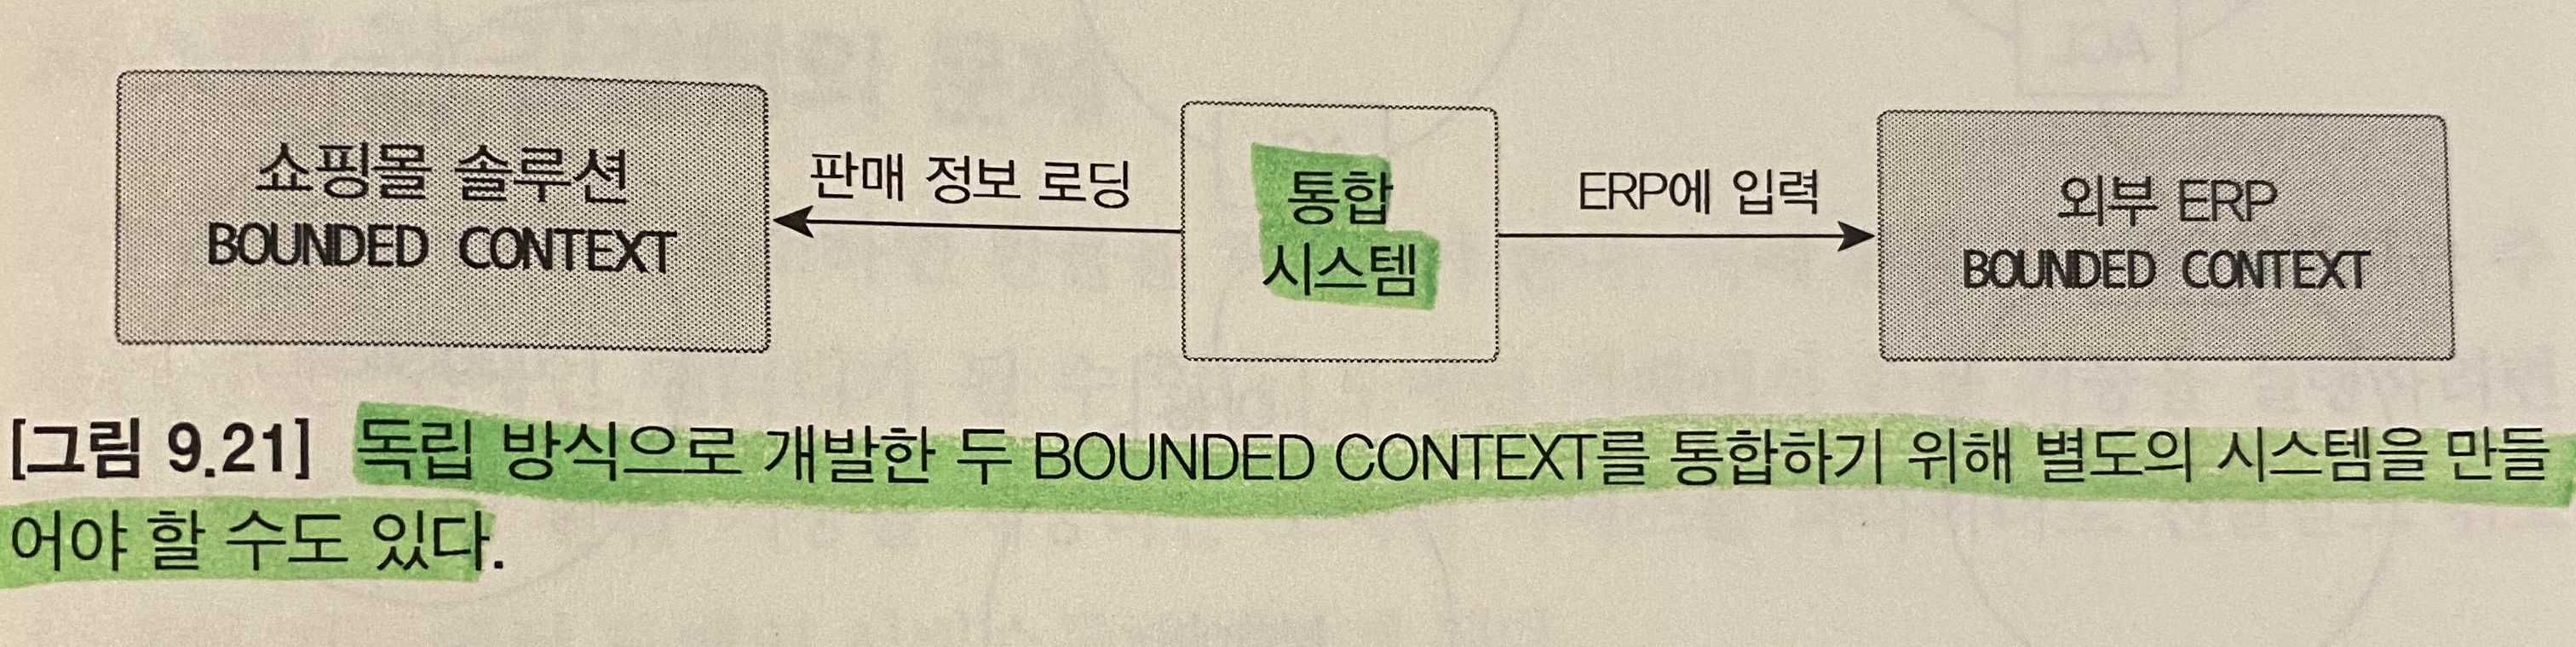 쇼핑몰 솔루션
BOUNDED CONTEXT
판매 정보 로딩
통합
시스템
ERP에 입력
외부 ERP
BOUNDED CONTEXT
[그림 9.21] 독립 방식으로 개발한 두 BOUNDED CONTEXT를 통합하기 위해 별도의 시스템을 만들
어야 할 수도 있다.